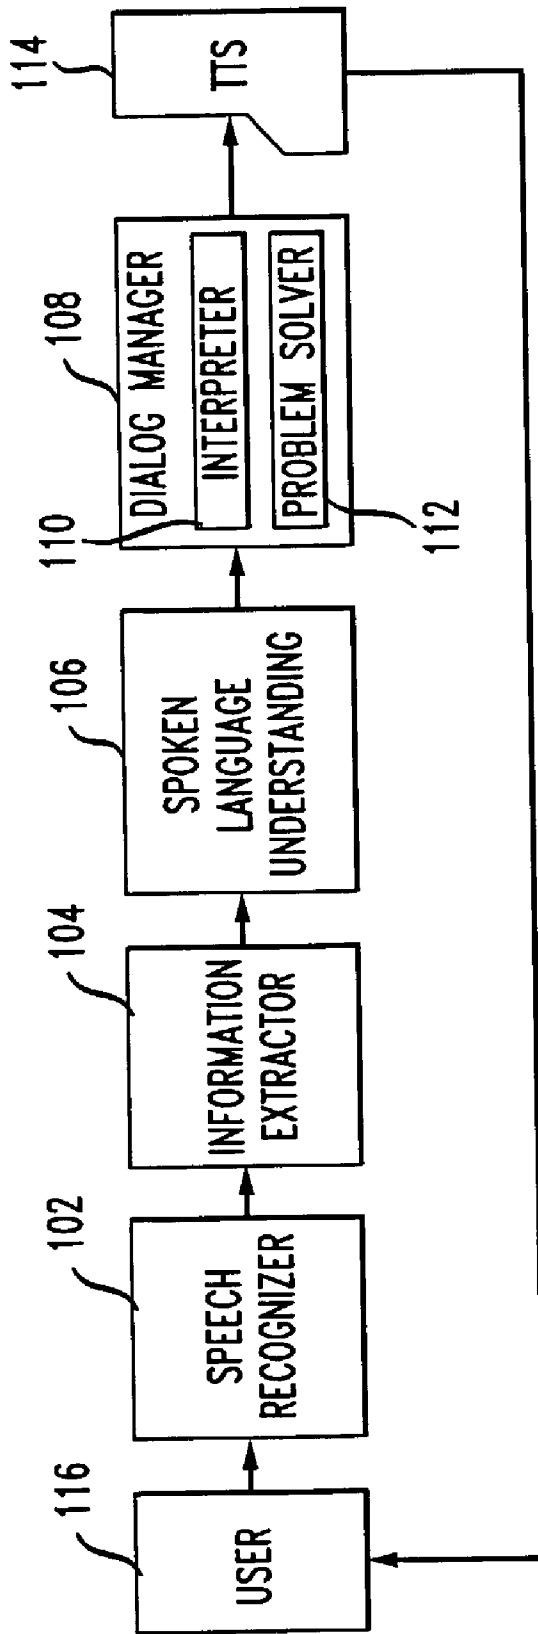 116
USER
102
SPEECH
RECOGNIZER
104
INFORMATION
EXTRACTOR
106
SPOKEN
LANGUAGE
UNDERSTANDING
108
DIALOG MANAGER
110
INTERPRETER
PROBLEM SOLVER
112
114
TTS